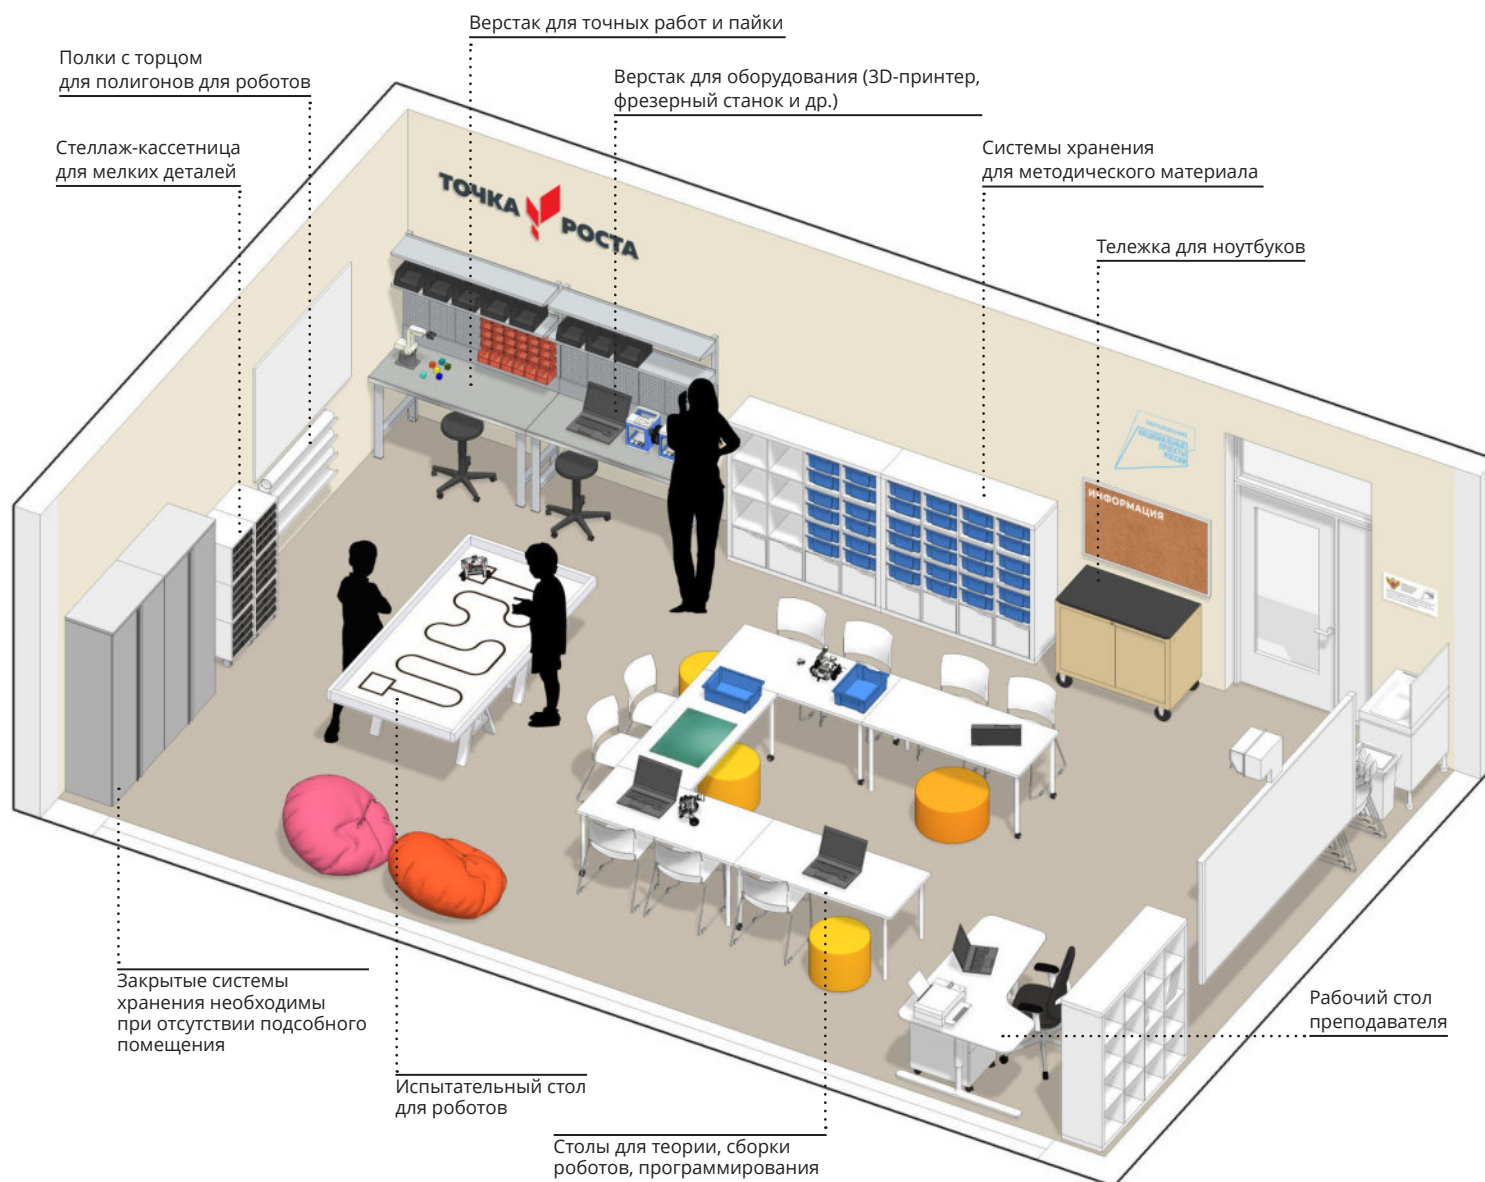 Верстак для точных работ и пайки
Полки с торцом
для полигонов для роботов
Верстак для оборудования (3D-принтер,
фрезерный станок и др.)
Стеллаж-кассетница
для мелких деталей
Системы хранения
для методического материала
Тележка для ноутбуков
ТОЧКА
РОСТА
ИНФОРМАЦИЯ
Закрытые системы
хранения необходимы
при отсутствии подсобного
помещения
Рабочий стол
преподавателя
Испытательный стол
для роботов
Столы для теории, сборки
роботов, программирования